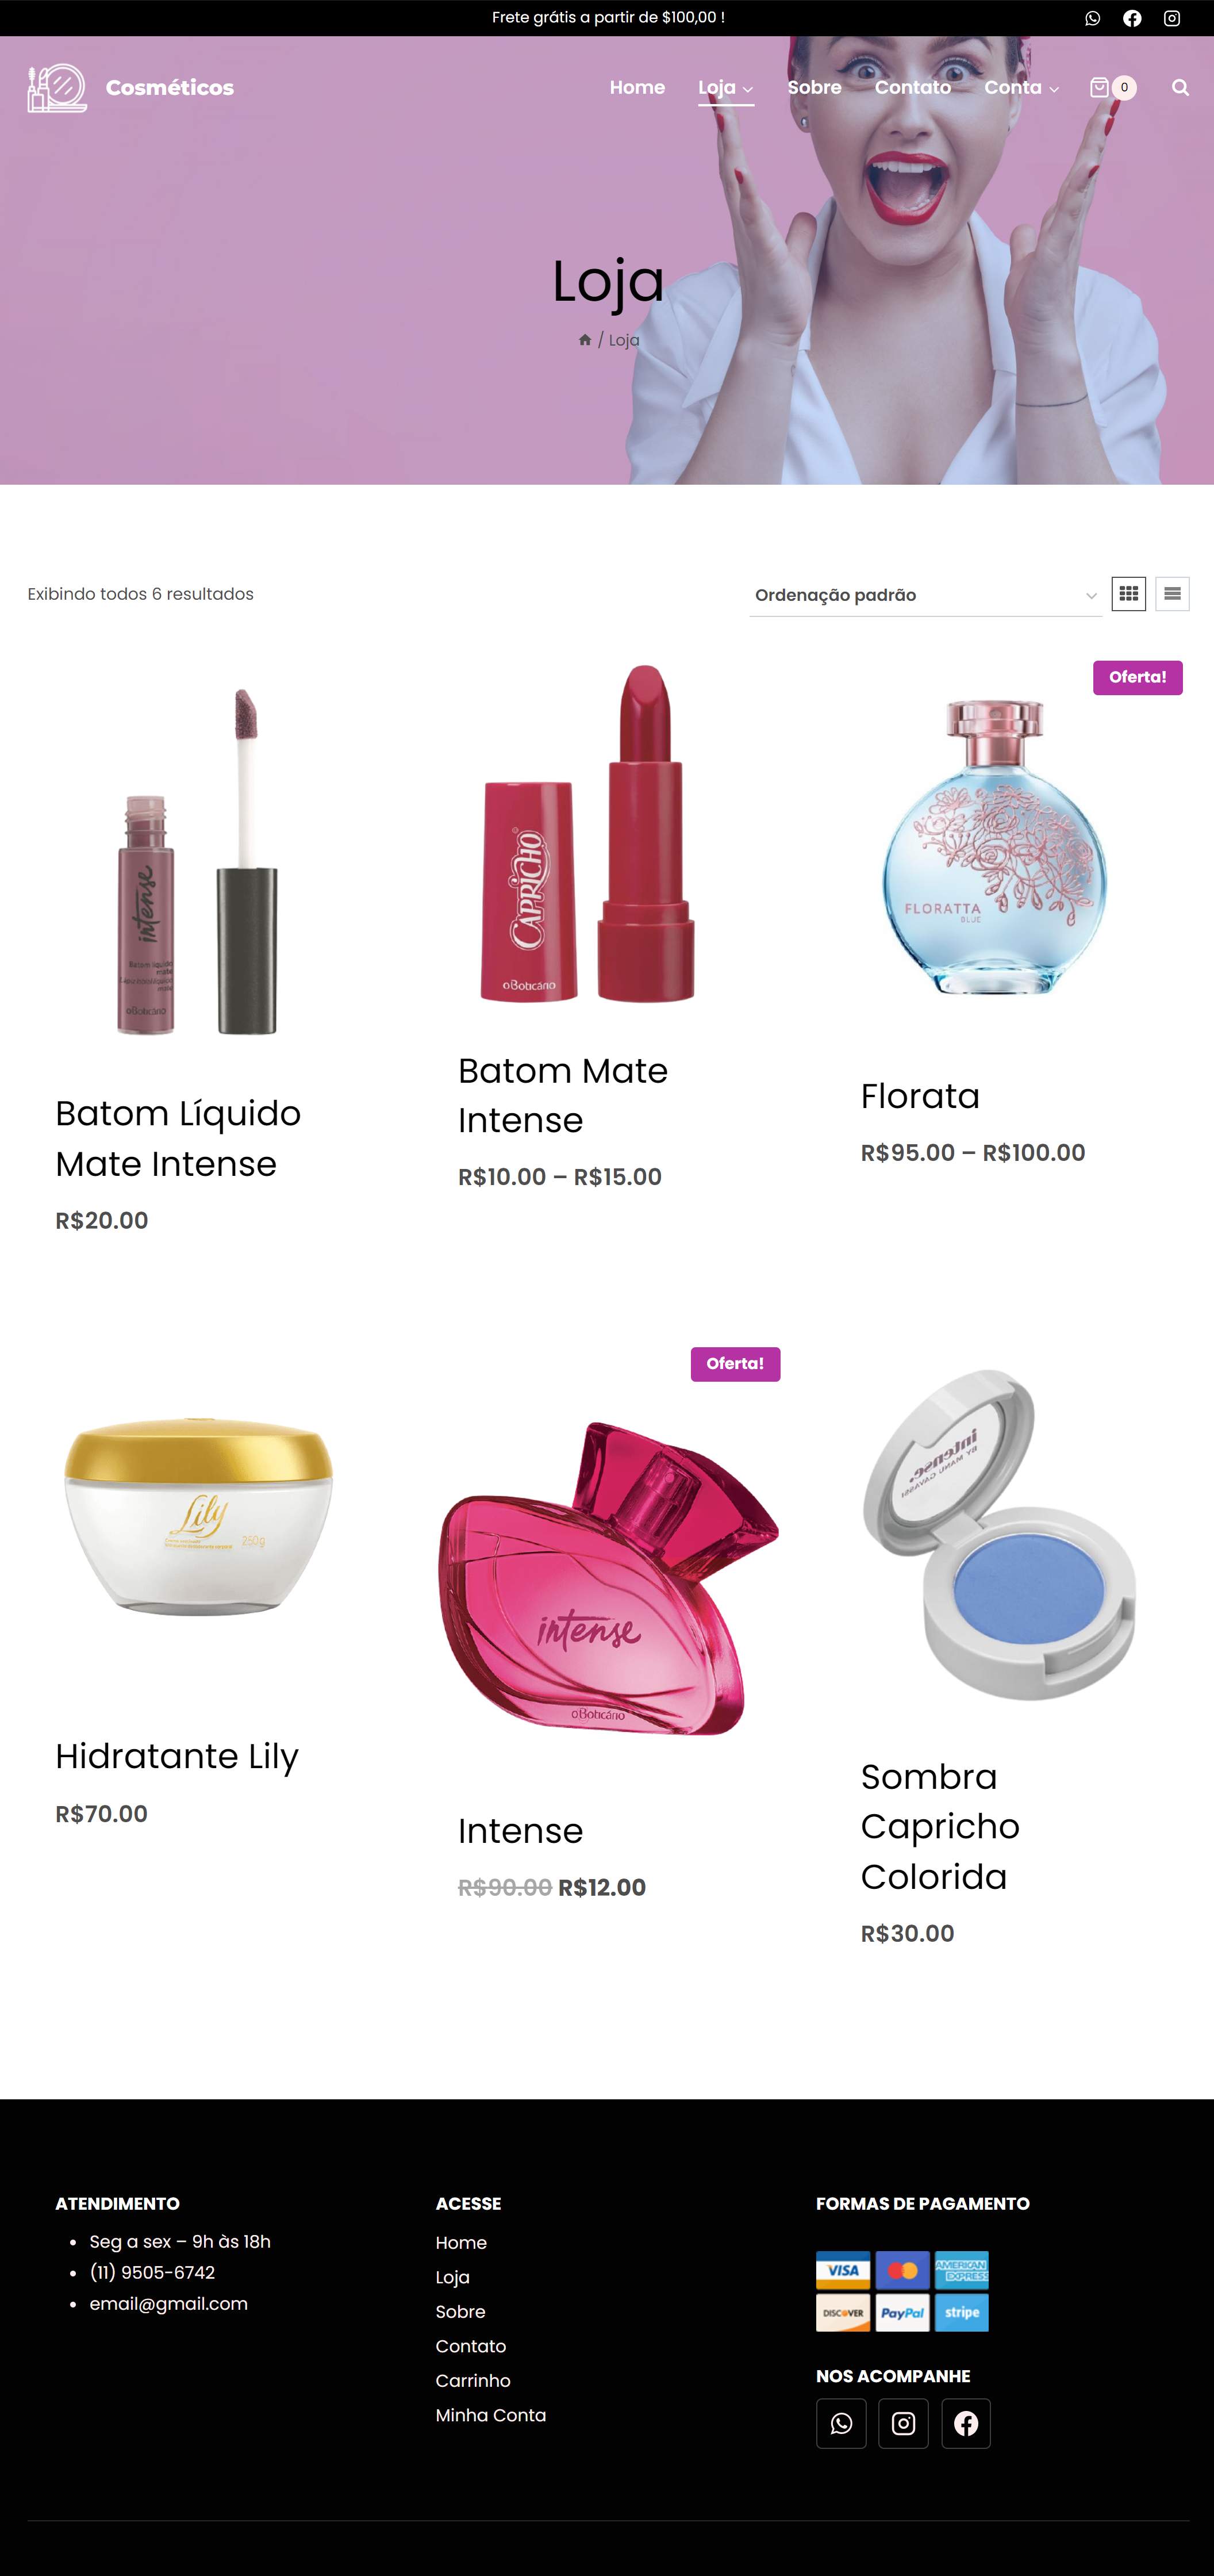 Frete grátis a partir de $100,00 !
Cosméticos
Home Loja Sobre Contato Conta 0
Loja
/ Loja
Exibindo todos 6 resultados
Ordenação padrão
Oferta!
intense
Batom líquido
mate
oBoticário
CAPRICHO
oBoticário
FLORATTA
BLUE
Batom Líquido
Mate Intense
R$20.00
Batom Mate
Intense
R$10.00 – R$15.00
Florata
R$95.00 – R$100.00
Oferta!
Lily
250g
intense
oBoticário
intense.
BY MANU GAVASSI
Hidratante Lily
R$70.00
Intense
R$90.00 R$12.00
Sombra
Capricho
Colorida
R$30.00
ATENDIMENTO
Seg a sex – 9h às 18h
(11) 9505-6742
email@gmail.com
ACESSE
Home
Loja
Sobre
Contato
Carrinho
Minha Conta
FORMAS DE PAGAMENTO
VISA
AMERICAN EXPRESS
DISCOVER PayPal stripe
NOS ACOMPANHE